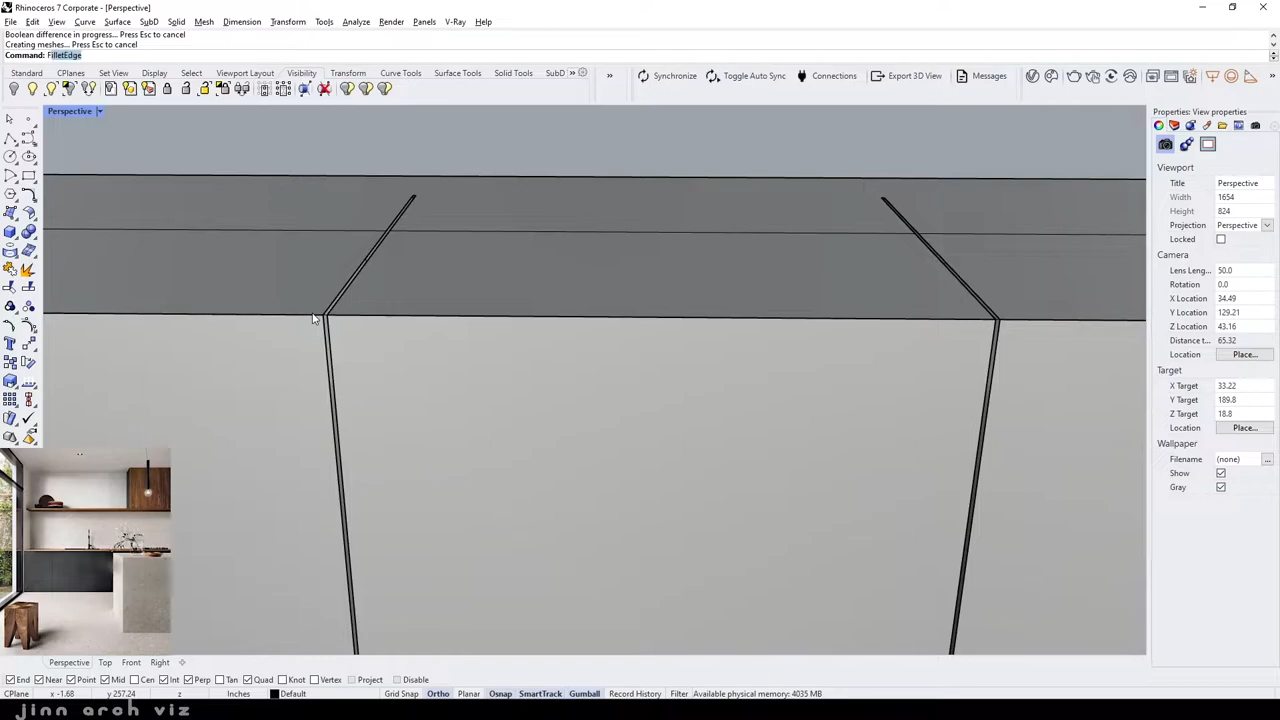 Rhinoceros 7 Corporate - [Perspective]
File Edit View Curve Surface SubD Solid Mesh Dimension Transform Tools Analyze Render Panels V-Ray Help
Boolean difference in progress... Press Esc to cancel
Creating meshes... Press Esc to cancel
Command: FilletEdge
Standard CPlanes Set View Display Select Viewport Layout Visibility Transform Curve Tools Surface Tools Solid Tools SubD » » Synchronize Toggle Auto Sync Connections Export 3D View Messages »
Perspective
Properties: View properties
Viewport
Title Perspective
Width 1654
Height 824
Projection Perspective
Locked
Camera
Lens Leng... 50.0
Rotation 0.0
X Location 34.49
Y Location 129.21
Z Location 43.16
Distance t... 65.32
Location Place...
Target
X Target 33.22
Y Target 189.8
Z Target 18.8
Location Place...
Wallpaper
Filename (none) ...
Show
Gray
Perspective Top Front Right
End Near Point Mid Cen Int Perp Tan Quad Knot Vertex Project Disable
CPlane x -1.68 y 257.24 z Inches Default Grid Snap Ortho Planar Osnap SmartTrack Gumball Record History Filter Available physical memory: 4035 MB
jinn arch viz